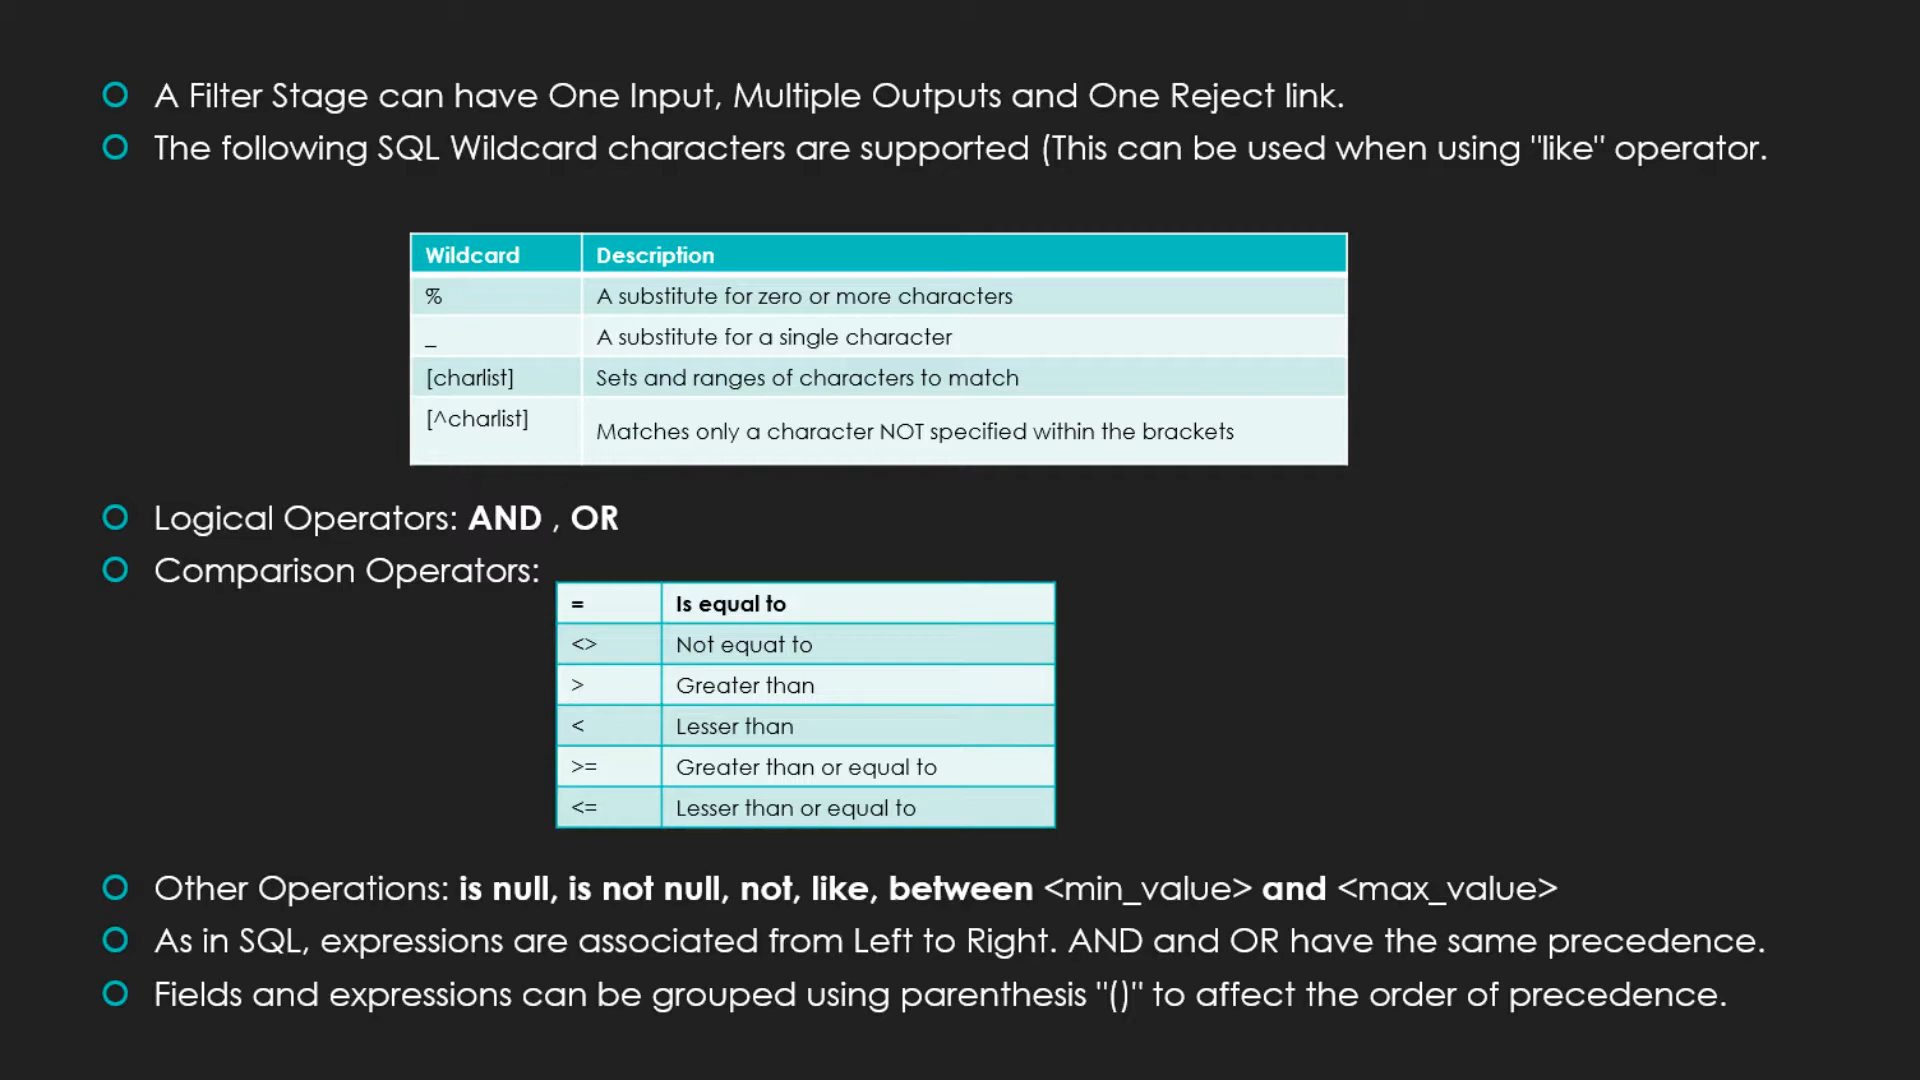 A Filter Stage can have One Input, Multiple Outputs and One Reject link.
The following SQL Wildcard characters are supported (This can be used when using "like" operator.
Wildcard Description
% A substitute for zero or more characters
_ A substitute for a single character
[charlist] Sets and ranges of characters to match
[^charlist] Matches only a character NOT specified within the brackets
Logical Operators: AND , OR
Comparison Operators:
= Is equal to
<> Not equat to
> Greater than
< Lesser than
>= Greater than or equal to
<= Lesser than or equal to
Other Operations: is null, is not null, not, like, between <min_value> and <max_value>
As in SQL, expressions are associated from Left to Right. AND and OR have the same precedence.
Fields and expressions can be grouped using parenthesis "()" to affect the order of precedence.